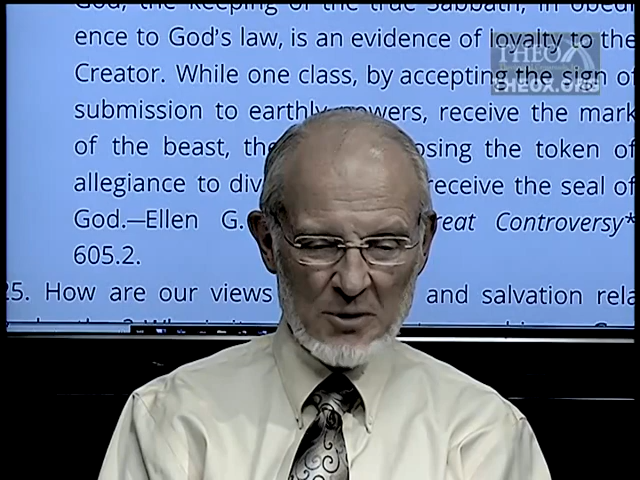 God, the keeping of the true Sabbath, in obedi
ence to God's law, is an evidence of loyalty to the
Creator. While one class, by accepting the sign of
submission to earthly powers, receive the mark
of the beast, the osing the token of
allegiance to div receive the seal of
God.—Ellen G. reat Controversy*
605.2.
25. How are our views and salvation rela
THEOX
THEOX.ORG